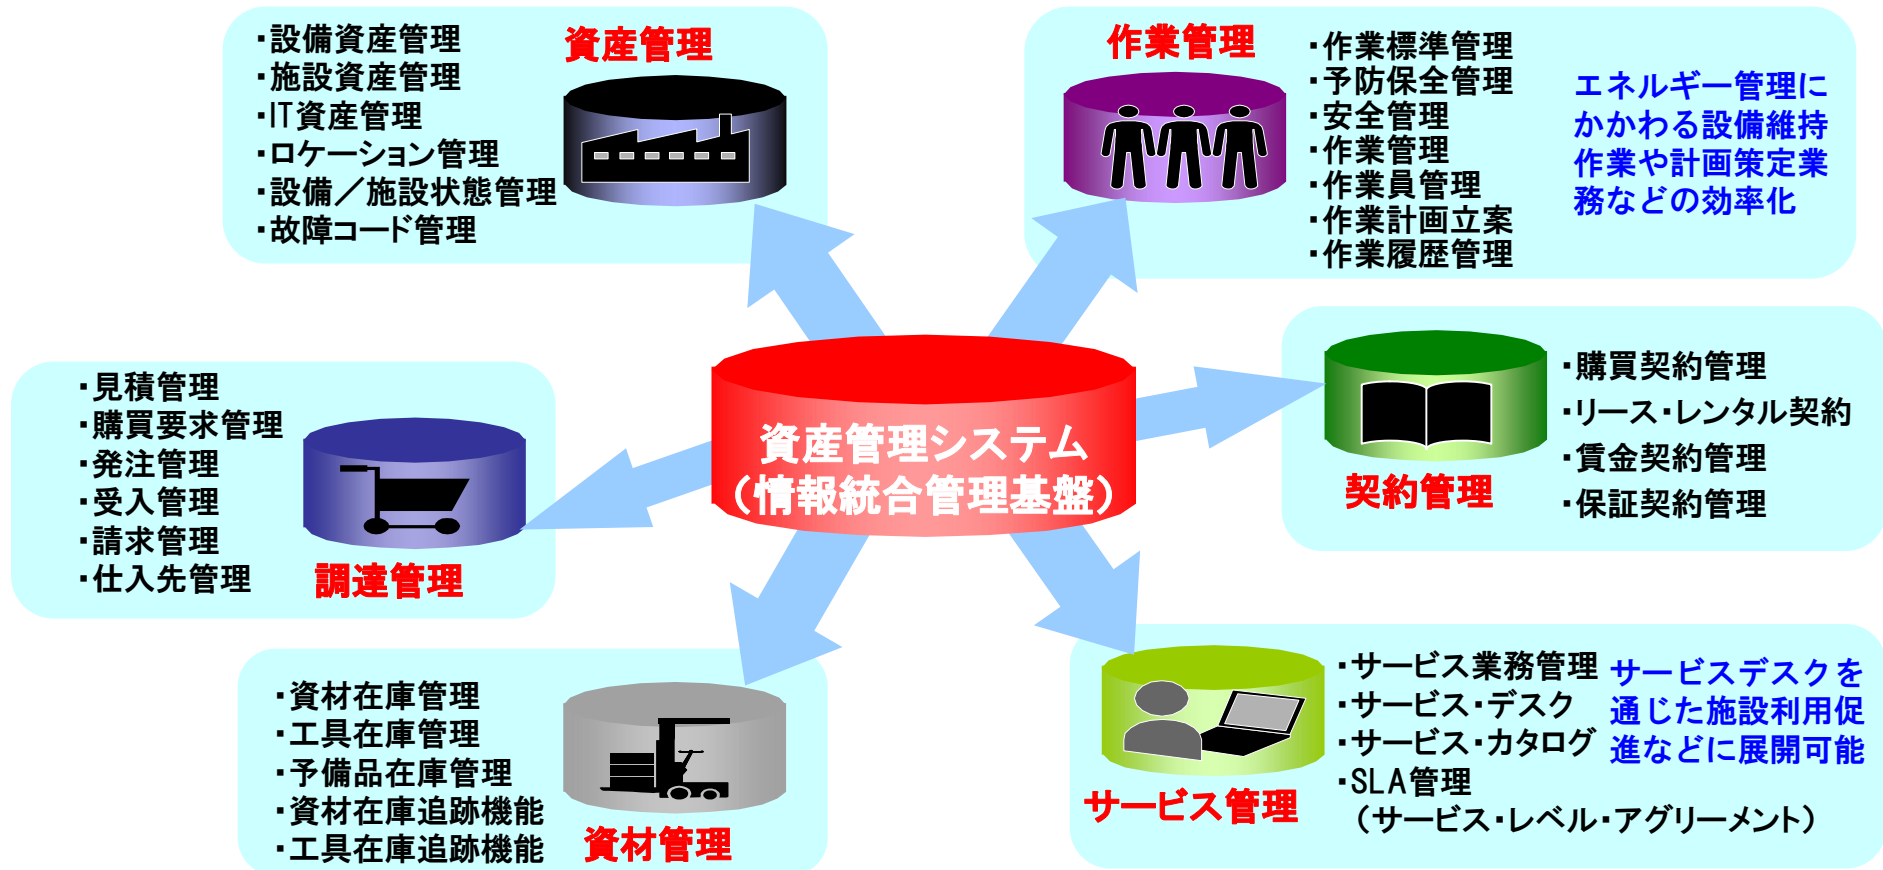 ・設備資産管理
・施設資産管理
・IT資産管理
・ロケーション管理
・設備／施設状態管理
・故障コード管理
資産管理
作業管理
・作業標準管理
・予防保全管理
・安全管理
・作業管理
・作業員管理
・作業計画立案
・作業履歴管理
エネルギー管理に
かかわる設備維持
作業や計画策定業
務などの効率化
・見積管理
・購買要求管理
・発注管理
・受入管理
・請求管理
・仕入先管理
調達管理
資産管理システム
（情報統合管理基盤）
・購買契約管理
・リース・レンタル契約
・賃金契約管理
・保証契約管理
契約管理
・資材在庫管理
・工具在庫管理
・予備品在庫管理
・資材在庫追跡機能
・工具在庫追跡機能
資材管理
・サービス業務管理
・サービス・デスク
・サービス・カタログ
・SLA管理
（サービス・レベル・アグリーメント）
サービスデスクを
通じた施設利用促
進などに展開可能
サービス管理